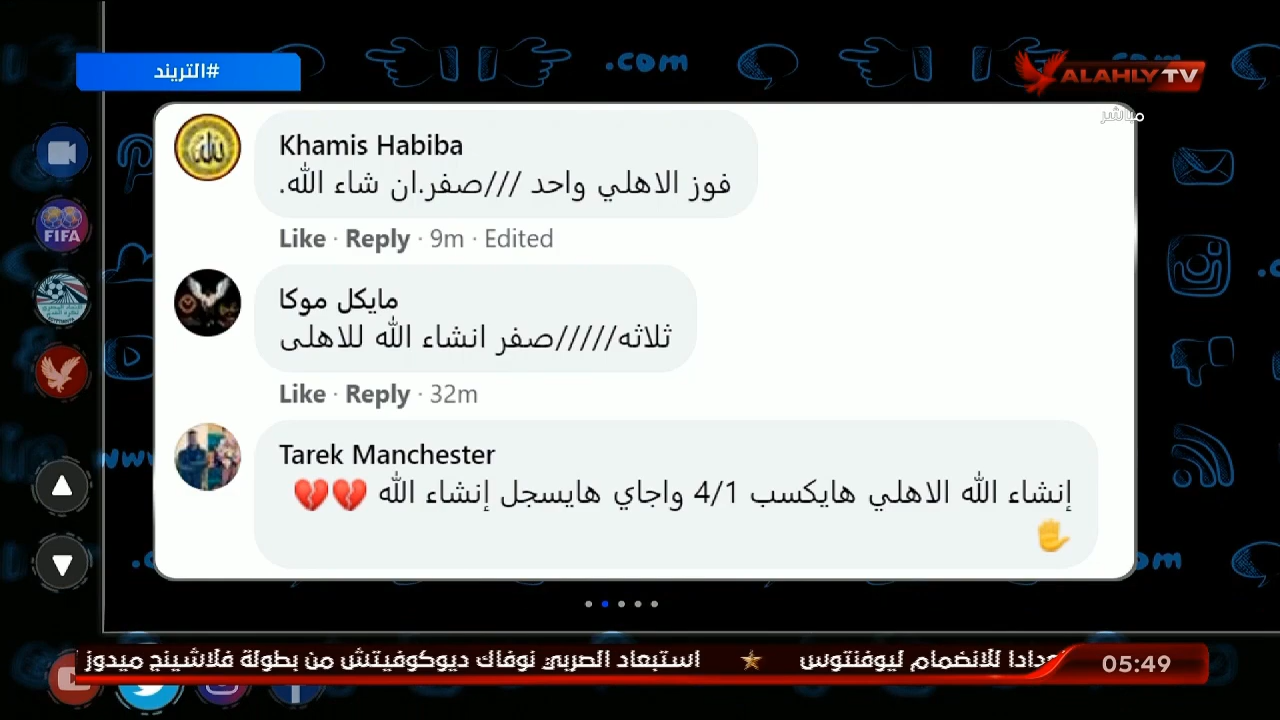 #التريند
.com
ALAHLY TV
مباشر
Khamis Habiba
فوز الاهلي واحد ///صفر.ان شاء الله.
Like · Reply · 9m · Edited
FIFA
مايكل موكا
ثلاثه/////صفر انشاء الله للاهلى
Like · Reply · 32m
Tarek Manchester
إنشاء الله الاهلي هايكسب 4/1 واجاي هايسجل إنشاء الله 💔💔
✋
للانضمام ليوفنتوس ★ استبعاد الصربي نوفاك ديوكوفيتش من بطولة فلاشينج ميدوز
05:49